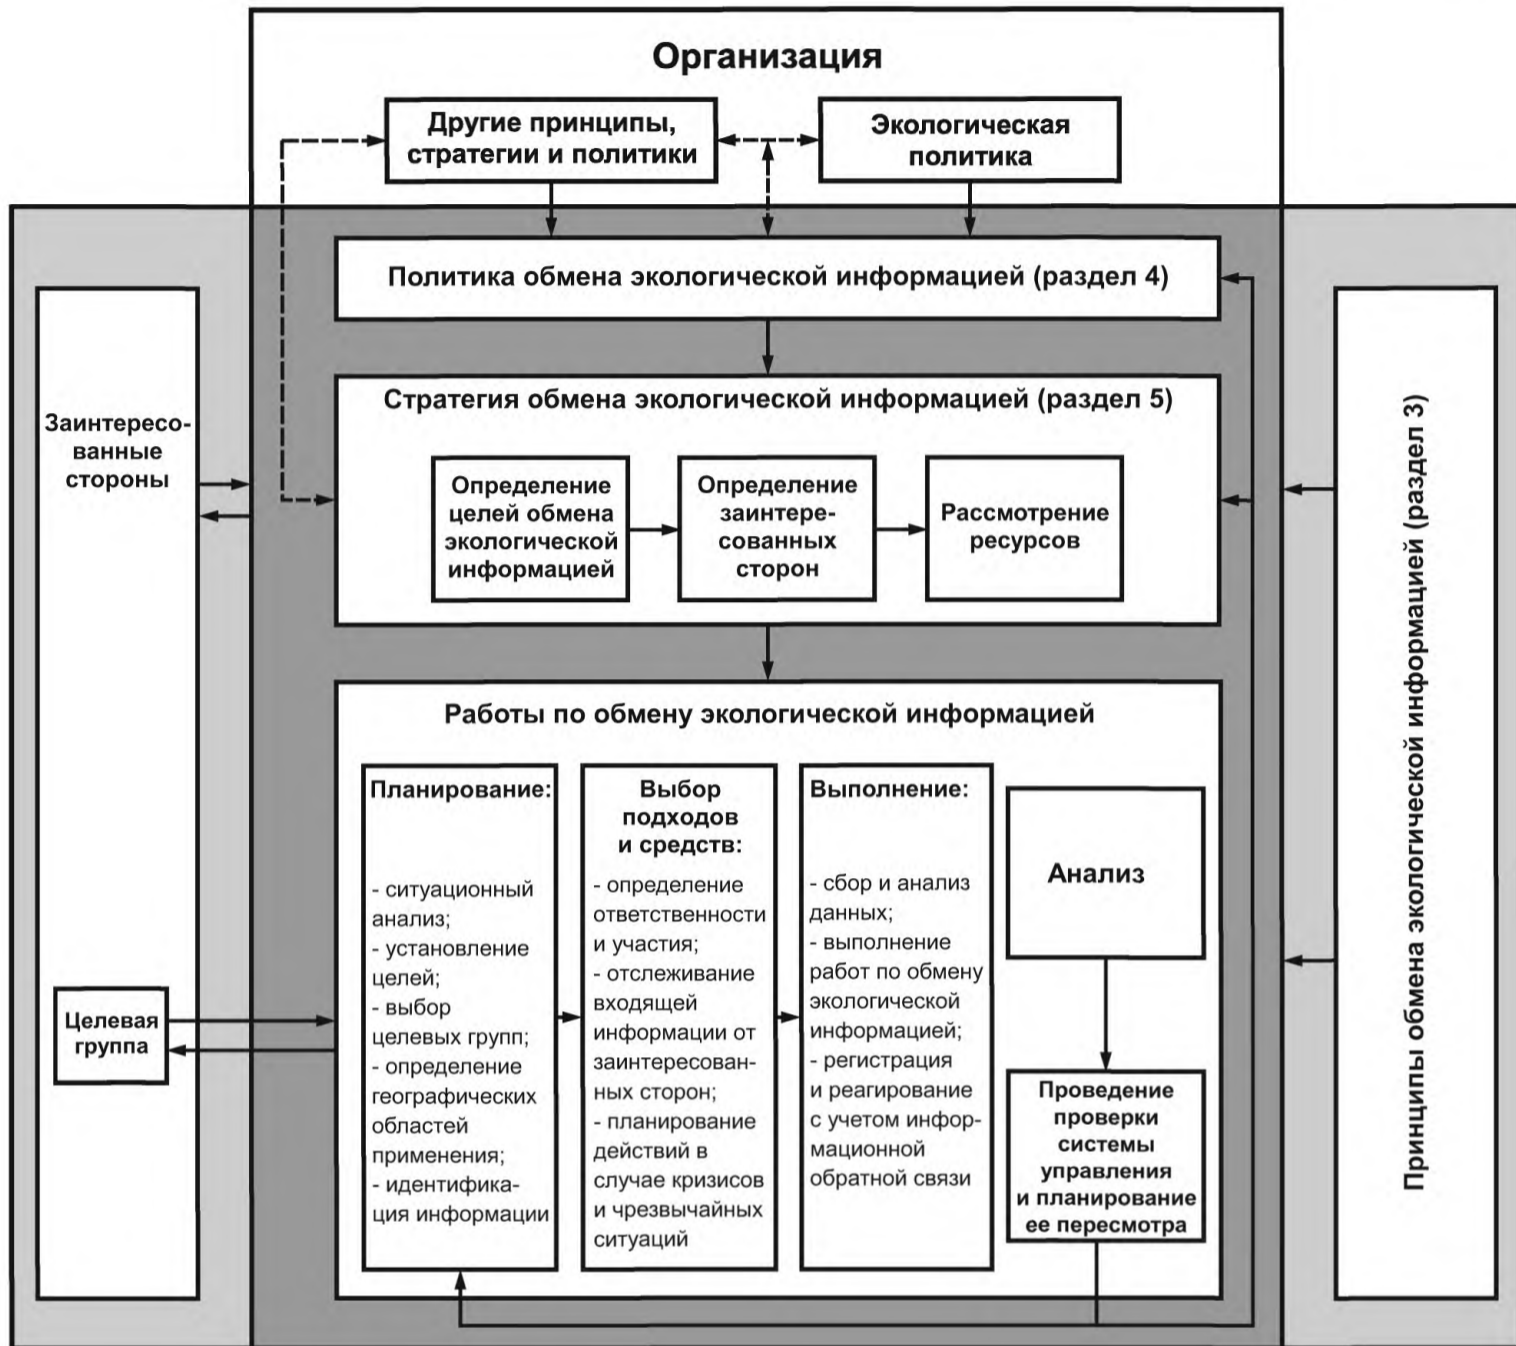 Организация
Другие принципы,
стратегии и политики
Экологическая
политика
Политика обмена экологической информацией (раздел 4)
Заинтересо-
ванные
стороны
Стратегия обмена экологической информацией (раздел 5)
Определение
целей обмена
экологической
информацией
Определение
заинтере-
сованных
сторон
Рассмотрение
ресурсов
Работы по обмену экологической информацией
Планирование:
- ситуационный
анализ;
- установление
целей;
- выбор
целевых групп;
- определение
географических
областей
применения;
- идентифика-
ция информации
Выбор
подходов
и средств:
- определение
ответственности
и участия;
- отслеживание
входящей
информации от
заинтересован-
ных сторон;
- планирование
действий в
случае кризисов
и чрезвычайных
ситуаций
Выполнение:
- сбор и анализ
данных;
- выполнение
работ по обмену
экологической
информацией;
- регистрация
и реагирование
с учетом инфор-
мационной
обратной связи
Анализ
Проведение
проверки
системы
управления
и планирование
ее пересмотра
Целевая
группа
Принципы обмена экологической информацией (раздел 3)